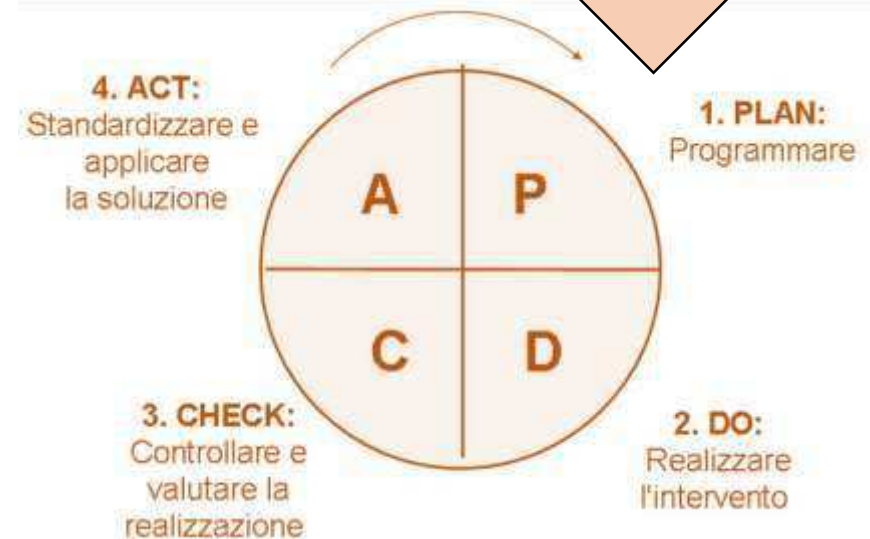 4. ACT:
Standardizzare e
applicare
la soluzione
1. PLAN:
Programmare
A
P
C
D
3. CHECK:
Controllare e
valutare la
realizzazione
2. DO:
Realizzare
l'intervento